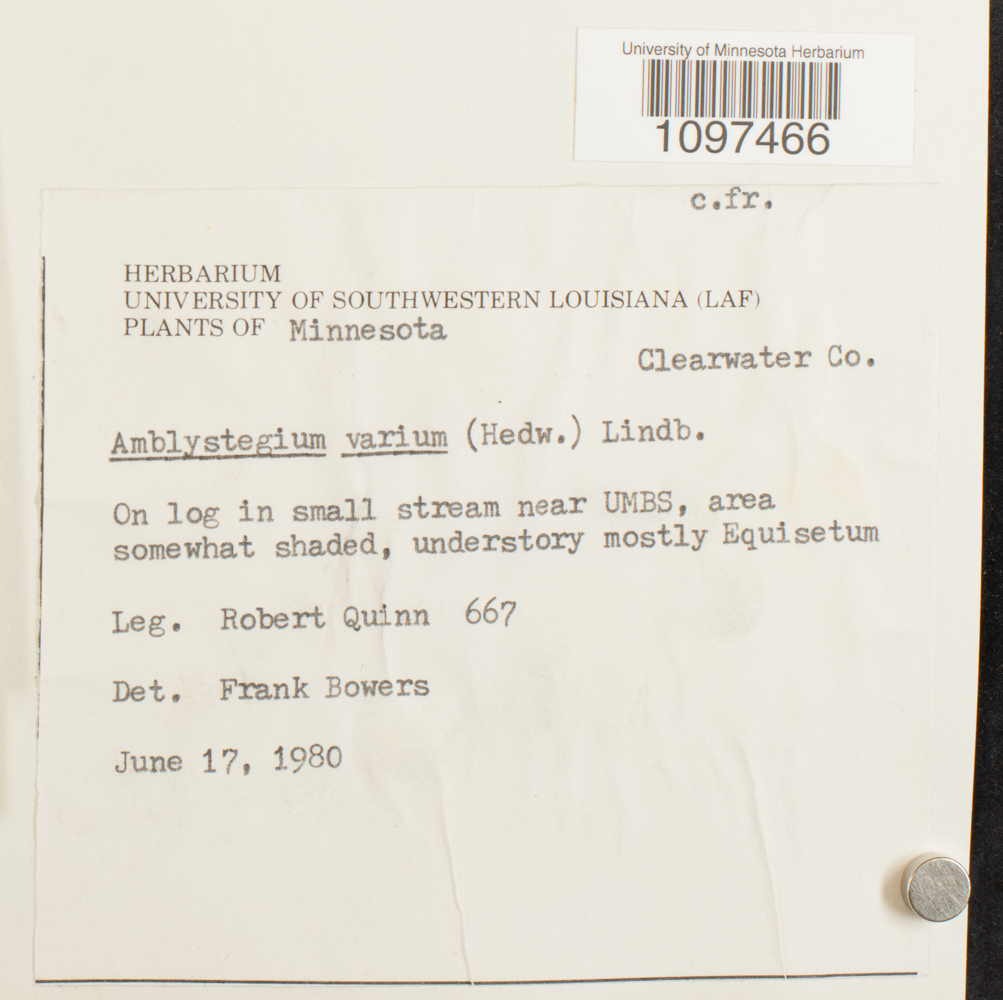 University of Minnesota Herbarium
1097466
c.fr.
HERBARIUM
UNIVERSITY OF SOUTHWESTERN LOUISIANA (LAF)
PLANTS OF Minnesota
Clearwater Co.
Amblystegium varium (Hedw.) Lindb.
On log in small stream near UMBS, area
somewhat shaded, understory mostly Equisetum
Leg. Robert Quinn 667
Det. Frank Bowers
June 17, 1980